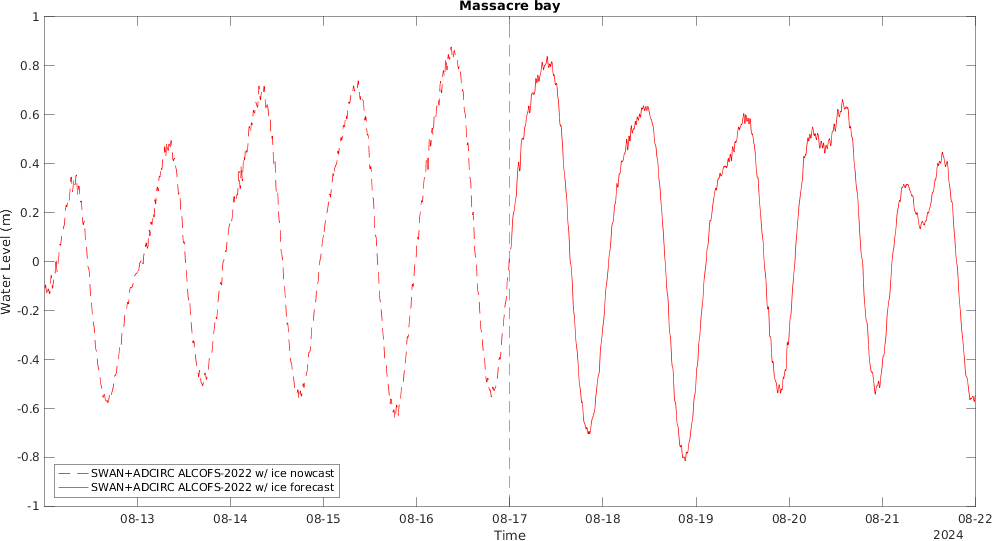 Massacre bay
Water Level (m)
1
0.8
0.6
0.4
0.2
0
-0.2
-0.4
-0.6
-0.8
-1
SWAN+ADCIRC ALCOFS-2022 w/ ice nowcast
SWAN+ADCIRC ALCOFS-2022 w/ ice forecast
08-13 08-14 08-15 08-16 08-17 08-18 08-19 08-20 08-21 08-22
Time
2024